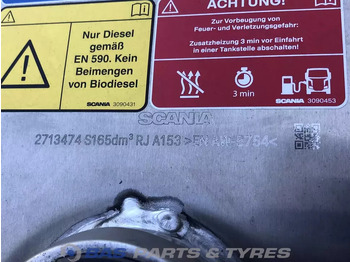 Nur Diesel
gemäß
EN 590. Kein
Beimengen
von Biodiesel
SCANIA 3090431
ACHTUNG
Zur Vorbeugung von
Feuer- und Verletzungsgefahr:
Zusatzheizung 3 min vor Einfahrt
in einer Tankstelle abschalten
3 min
SCANIA 3090453
SCANIA
2713474 S165dm³ RJ A153
PARTS & TYRES